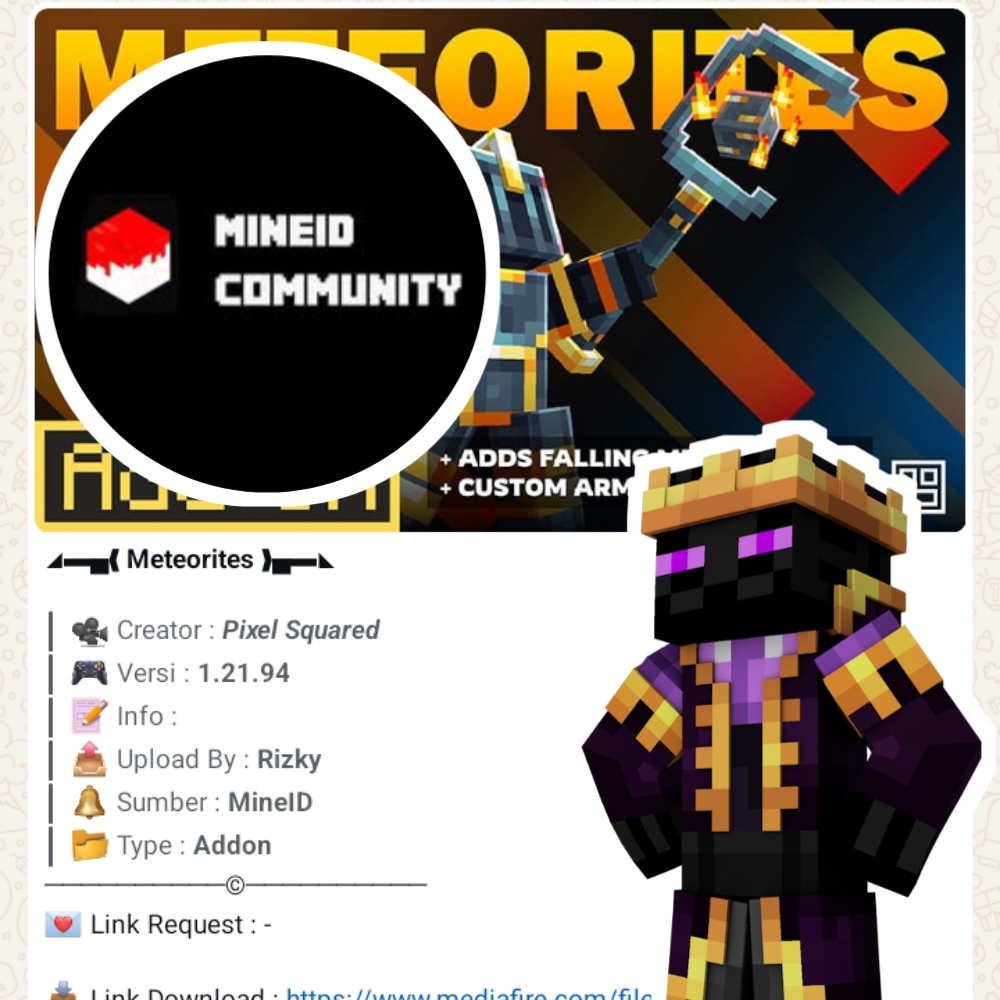 METEORITES
MINEID
COMMUNITY
+ ADDS FALLING
+ CUSTOM
◢━▅❰ Meteorites ❱▅━◣
Creator : Pixel Squared
Versi : 1.21.94
Info :
Upload By : Rizky
Sumber : MineID
Type : Addon
©
Link Request : -
Link Download : https://www.mediafire.com/file